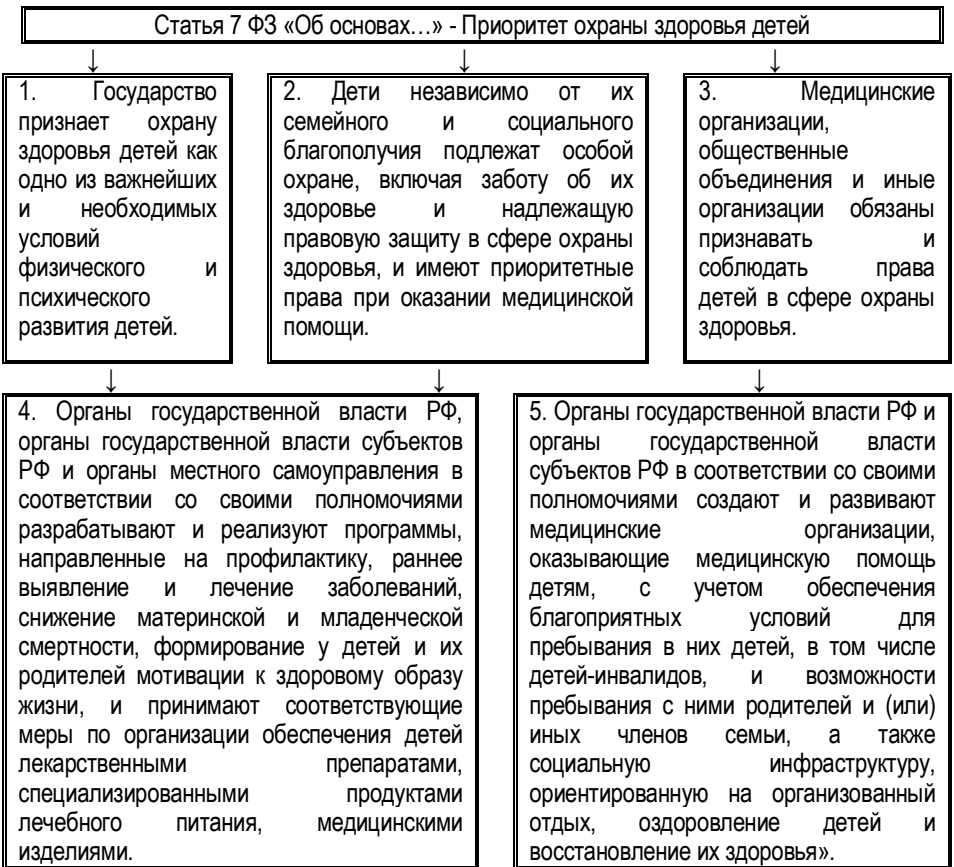 Статья 7 ФЗ «Об основах…» - Приоритет охраны здоровья детей
↓ ↓ ↓
1. Государство
признает охрану
здоровья детей как
одно из важнейших
и необходимых
условий
физического и
психического
развития детей.
2. Дети независимо от их
семейного и социального
благополучия подлежат особой
охране, включая заботу об их
здоровье и надлежащую
правовую защиту в сфере охраны
здоровья, и имеют приоритетные
права при оказании медицинской
помощи.
3. Медицинские
организации,
общественные
объединения и иные
организации обязаны
признавать и
соблюдать права
детей в сфере охраны
здоровья.
↓ ↓ ↓
4. Органы государственной власти РФ,
органы государственной власти субъектов
РФ и органы местного самоуправления в
соответствии со своими полномочиями
разрабатывают и реализуют программы,
направленные на профилактику, раннее
выявление и лечение заболеваний,
снижение материнской и младенческой
смертности, формирование у детей и их
родителей мотивации к здоровому образу
жизни, и принимают соответствующие
меры по организации обеспечения детей
лекарственными препаратами,
специализированными продуктами
лечебного питания, медицинскими
изделиями.
5. Органы государственной власти РФ и
органы государственной власти
субъектов РФ в соответствии со своими
полномочиями создают и развивают
медицинские организации,
оказывающие медицинскую помощь
детям, с учетом обеспечения
благоприятных условий для
пребывания в них детей, в том числе
детей-инвалидов, и возможности
пребывания с ними родителей и (или)
иных членов семьи, а также
социальную инфраструктуру,
ориентированную на организованный
отдых, оздоровление детей и
восстановление их здоровья».